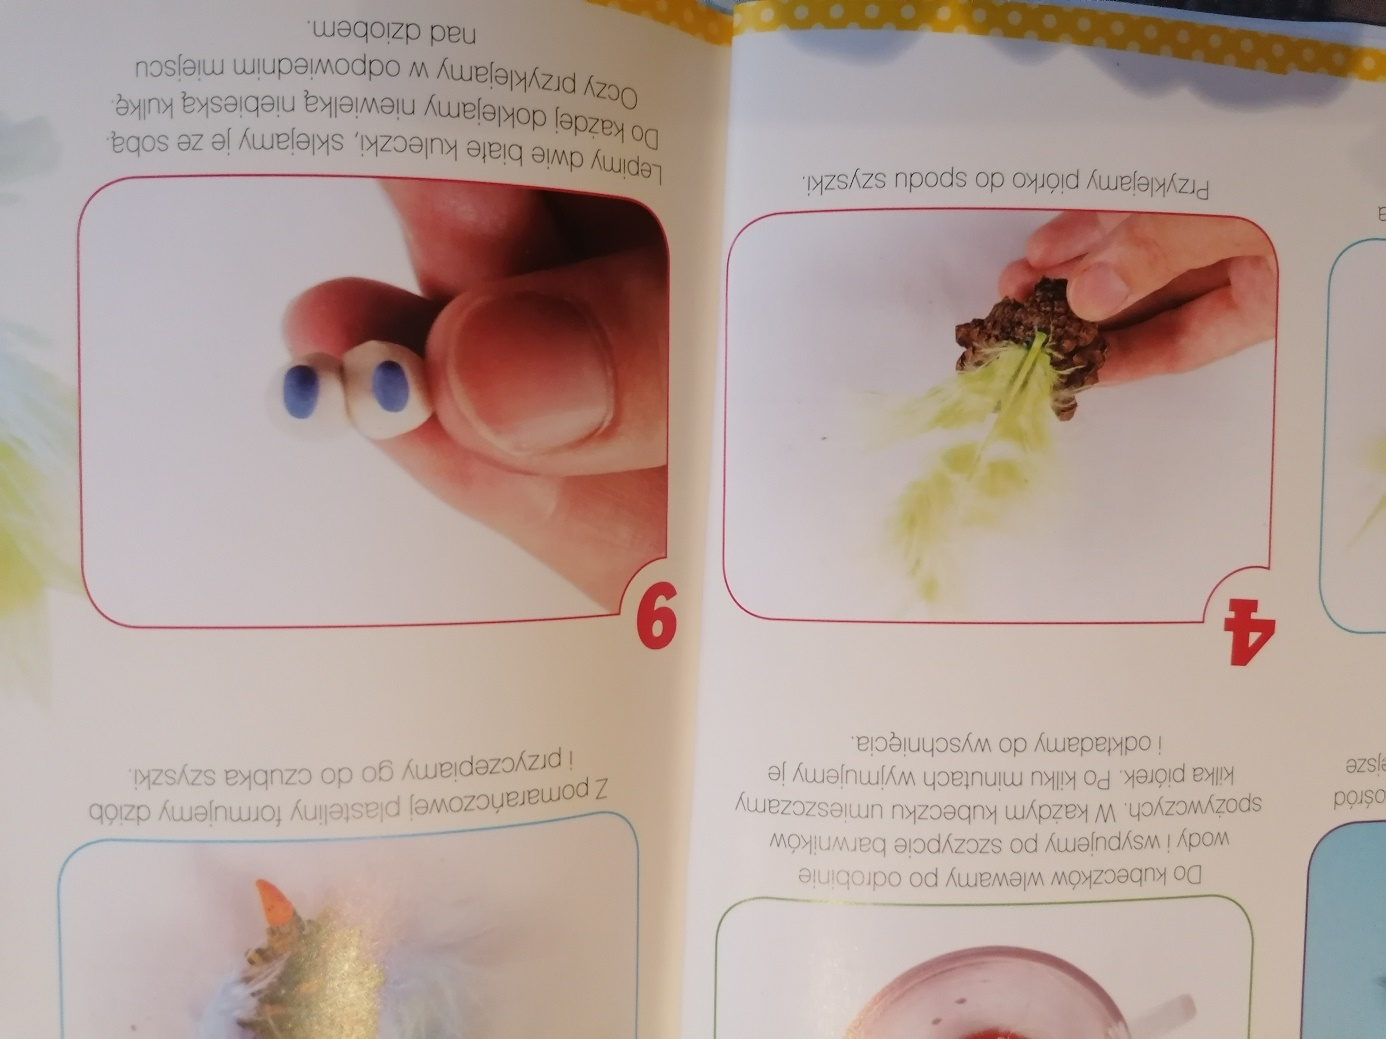 Do kubeczków wlewamy po odrobinie
wody i wsypujemy po szczypcie barwników
spożywczych. W każdym kubeczku umieszczamy
kilka piórek. Po kilku minutach wyjmujemy je
i odkładamy do wyschnięcia.
4
Przyklejamy piórko do spodu szyszki.
Z pomarańczowej plasteliny formujemy dziób
i przyczepiamy go do czubka szyszki.
6
Lepimy dwie białe kuleczki, sklejamy je ze sobą.
Do każdej doklejamy niewielką niebieską kulkę.
Oczy przyklejamy w odpowiednim miejscu
nad dziobem.